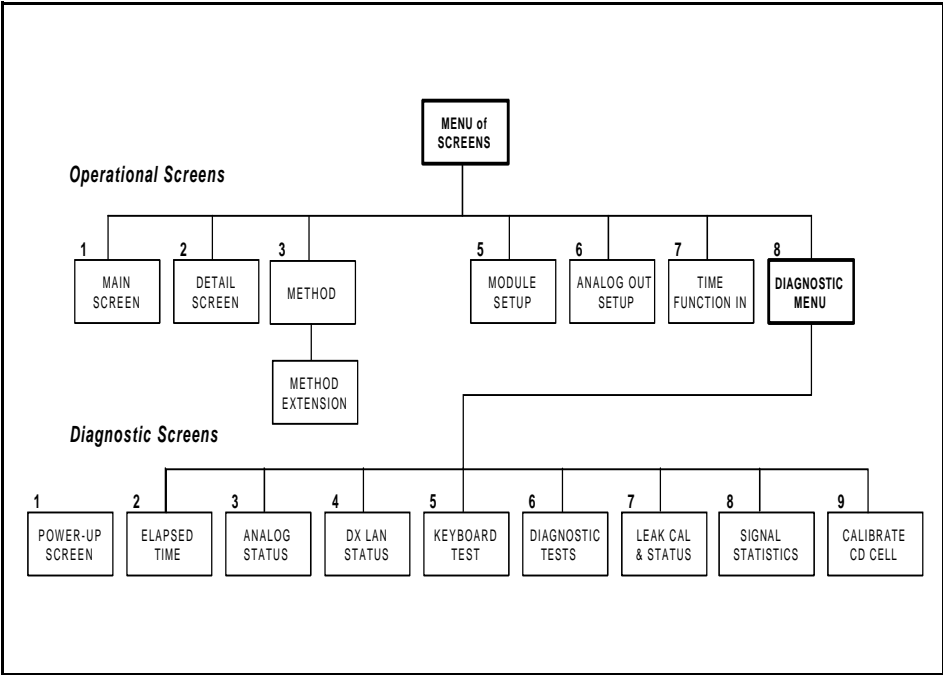 MENU of
SCREENS
Operational Screens
1
MAIN
SCREEN
2
DETAIL
SCREEN
3
METHOD
5
MODULE
SETUP
6
ANALOG OUT
SETUP
7
TIME
FUNCTION IN
8
DIAGNOSTIC
MENU
METHOD
EXTENSION
Diagnostic Screens
1
POWER-UP
SCREEN
2
ELAPSED
TIME
3
ANALOG
STATUS
4
DX LAN
STATUS
5
KEYBOARD
TEST
6
DIAGNOSTIC
TESTS
7
LEAK CAL
& STATUS
8
SIGNAL
STATISTICS
9
CALIBRATE
CD CELL